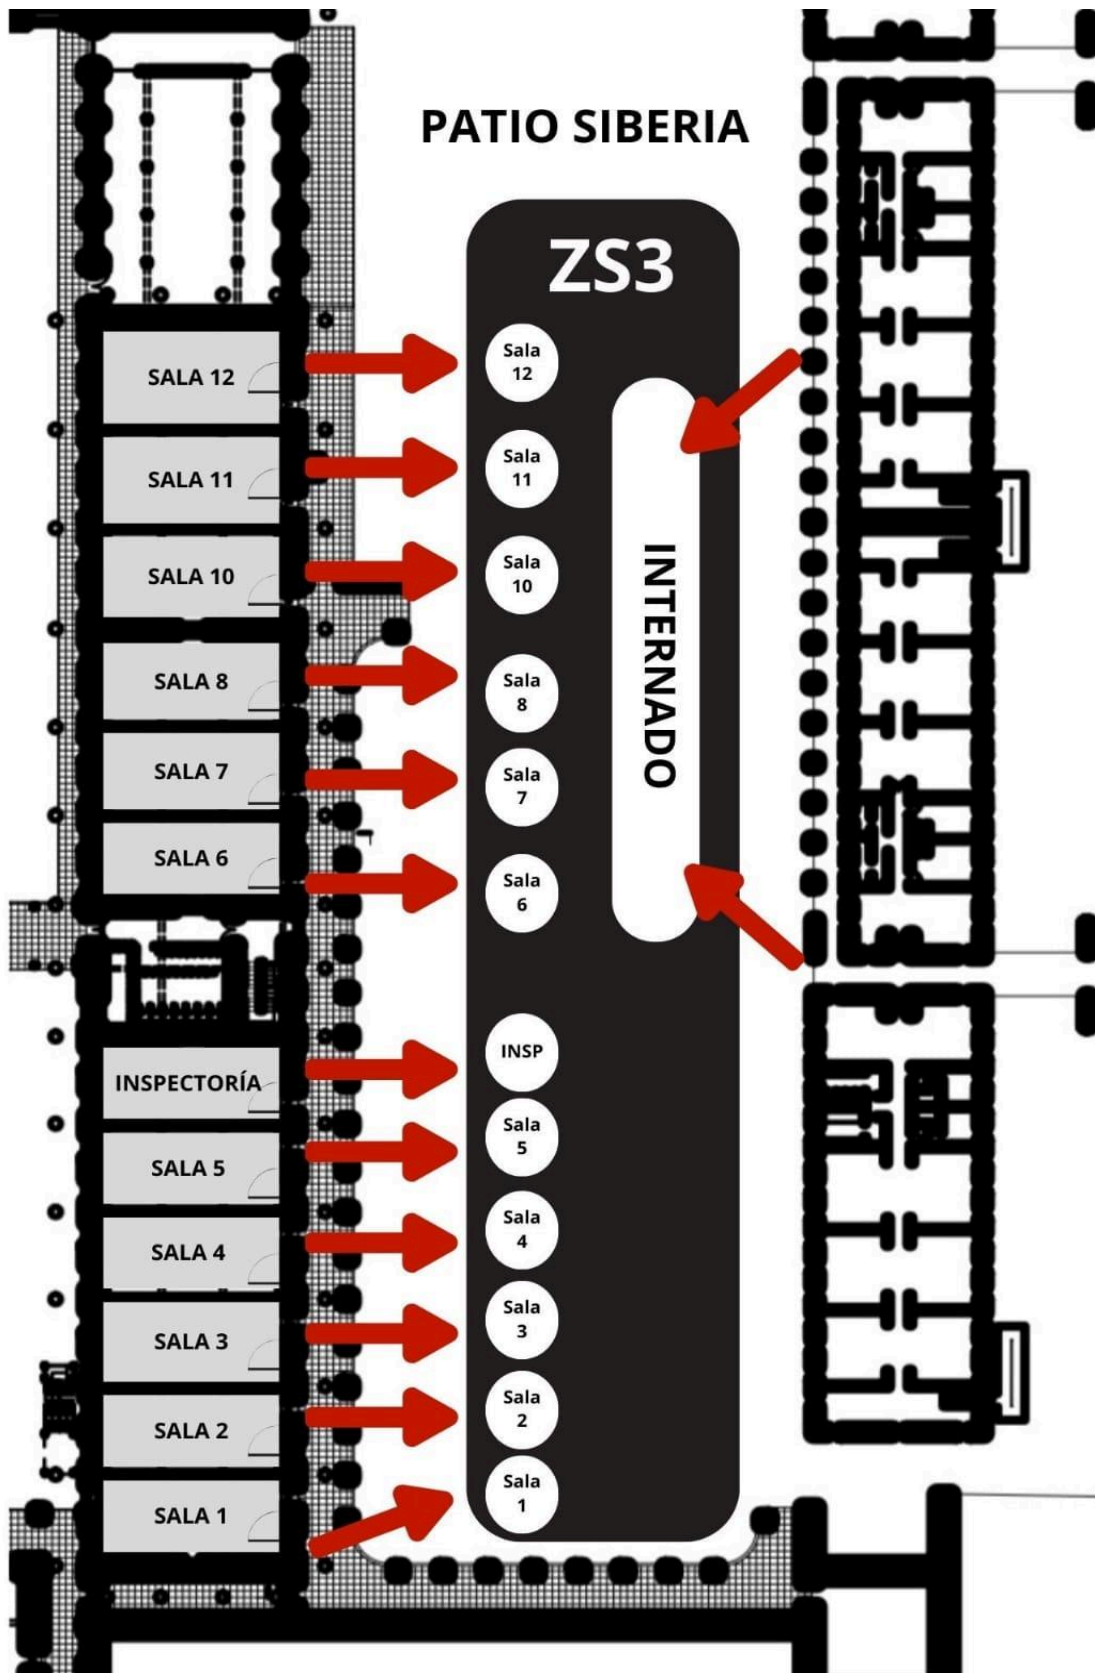 PATIO SIBERIA
ZS3
SALA 12
SALA 11
SALA 10
SALA 8
SALA 7
SALA 6
INSPECTORÍA
SALA 5
SALA 4
SALA 3
SALA 2
SALA 1
Sala
12
Sala
11
Sala
10
Sala
8
Sala
7
Sala
6
INSP
Sala
5
Sala
4
Sala
3
Sala
2
Sala
1
INTERNADO